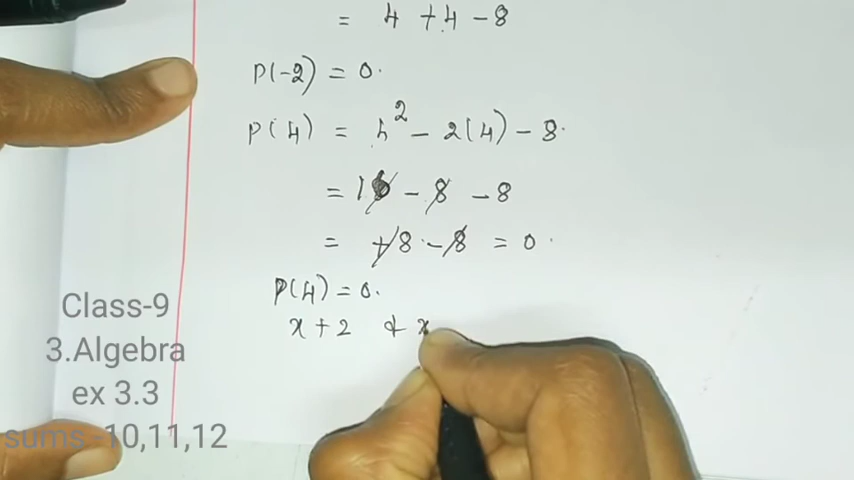 = 4 + 4 - 8
P(-2) = 0.
P(4) = 4² - 2(4) - 8.
= 16 - 8 - 8
= +8 - 8 = 0.
P(4) = 0.
x + 2 & x
Class-9
3.Algebra
ex 3.3
sums -10,11,12